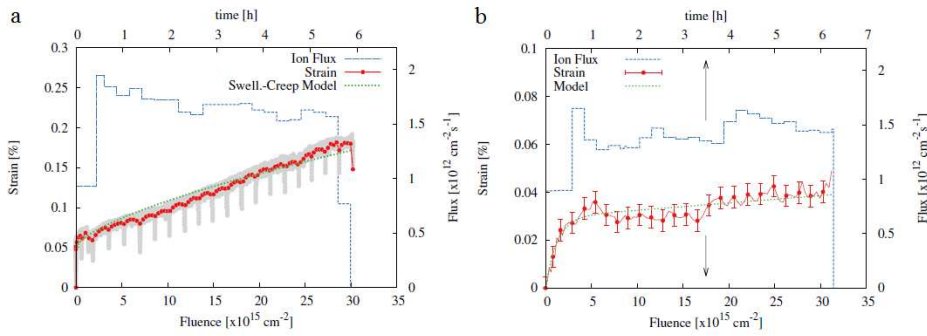 a
time [h]
0 1 2 3 4 5 6
0.3
0.25
0.2
0.15
0.1
0.05
0
Strain [%]
Ion Flux
Strain
Swell.-Creep Model
2
1.5
1
0.5
0
Flux [x10¹² cm⁻²s⁻¹]
0 5 10 15 20 25 30 35
Fluence [x10¹⁵ cm⁻²]
b
time [h]
0 1 2 3 4 5 6 7
0.1
0.08
0.06
0.04
0.02
0
Strain [%]
Ion Flux
Strain
Model
2
1.5
1
0.5
0
Flux [x10¹² cm⁻²s⁻¹]
0 5 10 15 20 25 30 35
Fluence [x10¹⁵ cm⁻²]